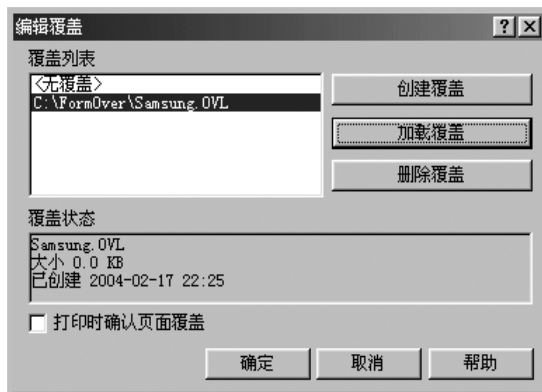 编辑覆盖
覆盖列表
<无覆盖>
C:\FormOver\Samsung.OVL
创建覆盖
加载覆盖
删除覆盖
覆盖状态
Samsung.OVL
大小 0.0 KB
已创建 2004-02-17 22:25
打印时确认页面覆盖
确定
取消
帮助